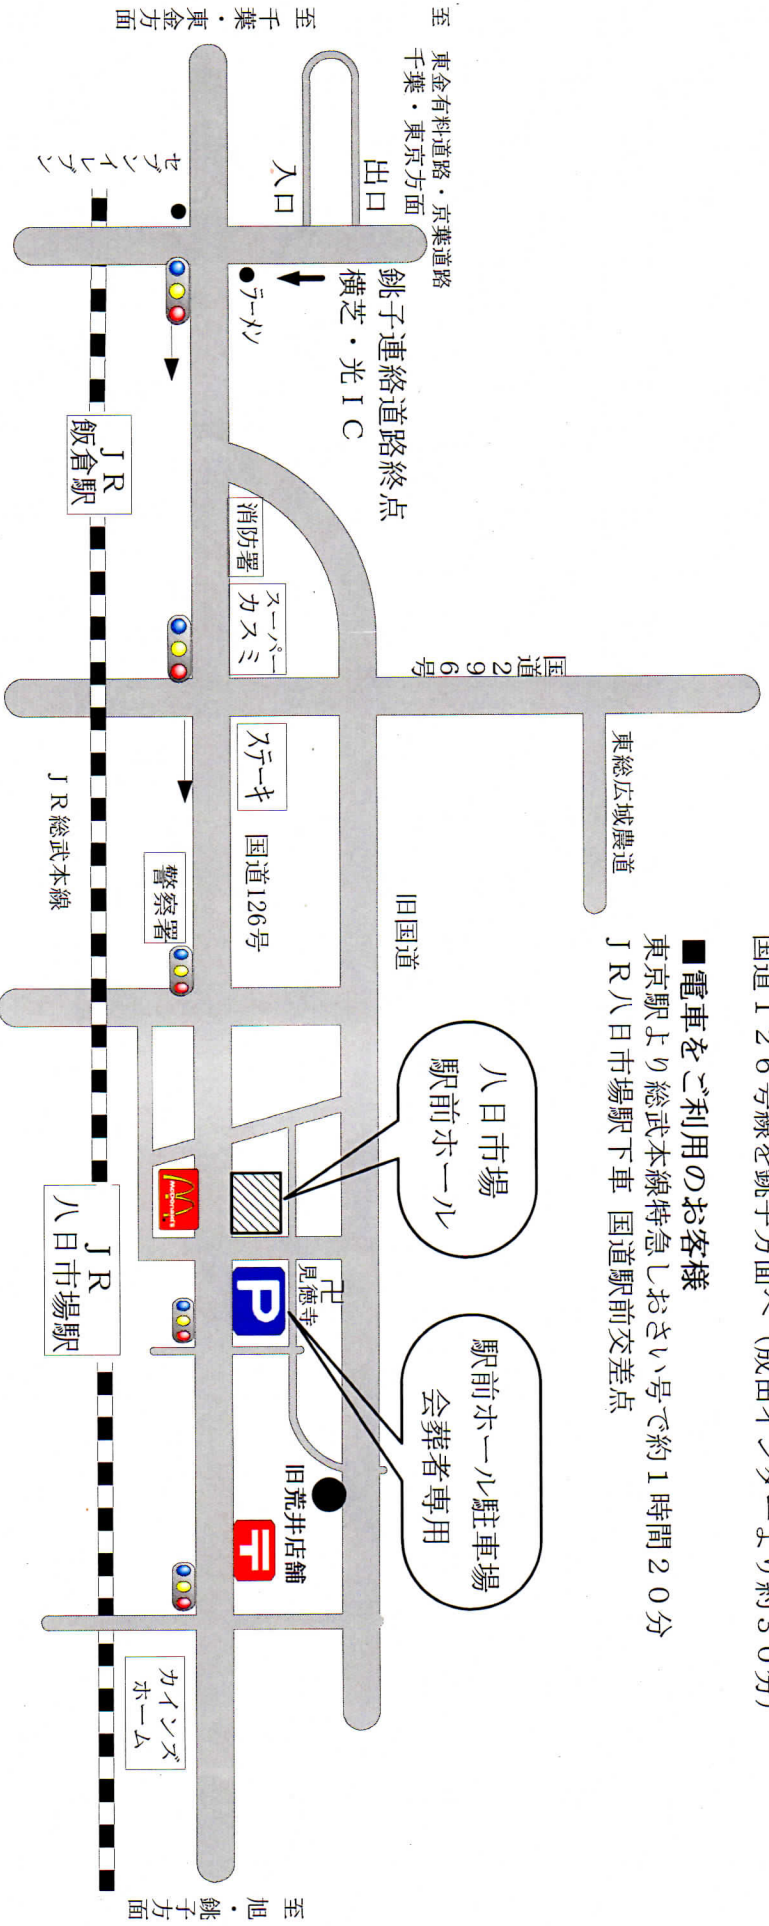 国道１２６号線を銚子方面へ（成田インターより約３０分）
■電車をご利用のお客様
東京駅より総武本線特急しおさい号で約１時間２０分
ＪＲ八日市場駅下車 国道駅前交差点
至 東金有料道路・京葉道路
千葉・東京方面
出口
入口
銚子連絡道路終点
横芝・光ＩＣ
ラーメン
至 千葉・東金方面
セブンイレブン
国道２９６号
東総広域農道
旧国道
消防署
スーパー
カスミ
ステーキ
国道126号
警察署
ＪＲ
飯倉駅
ＪＲ総武本線
八日市場
駅前ホール
駅前ホール駐車場
会葬者専用
卍
見徳寺
P
McDonald's
旧荒井店舗
〒
ＪＲ
八日市場駅
カインズ
ホーム
至 旭・銚子方面